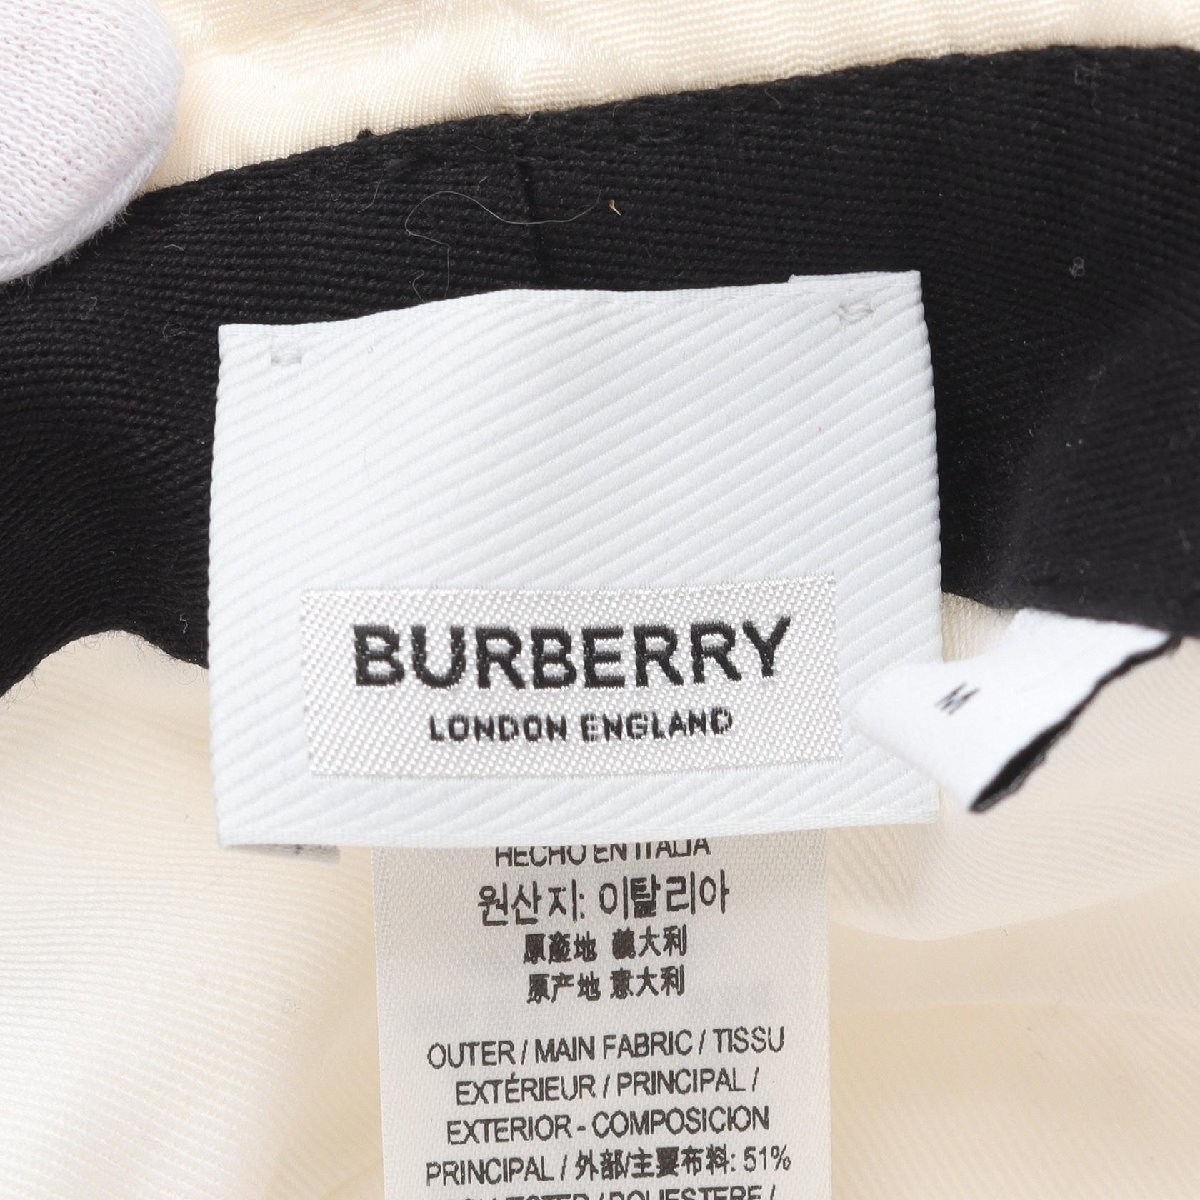 BURBERRY
LONDON ENGLAND
M
HECHO EN ITALIA
원산지: 이탈리아
原產地 義大利
原产地 意大利
OUTER / MAIN FABRIC / TISSU
EXTÉRIEUR / PRINCIPAL /
EXTERIOR - COMPOSICION
PRINCIPAL / 外部/主要布料: 51%
POLYESTER / POLIESTERE /